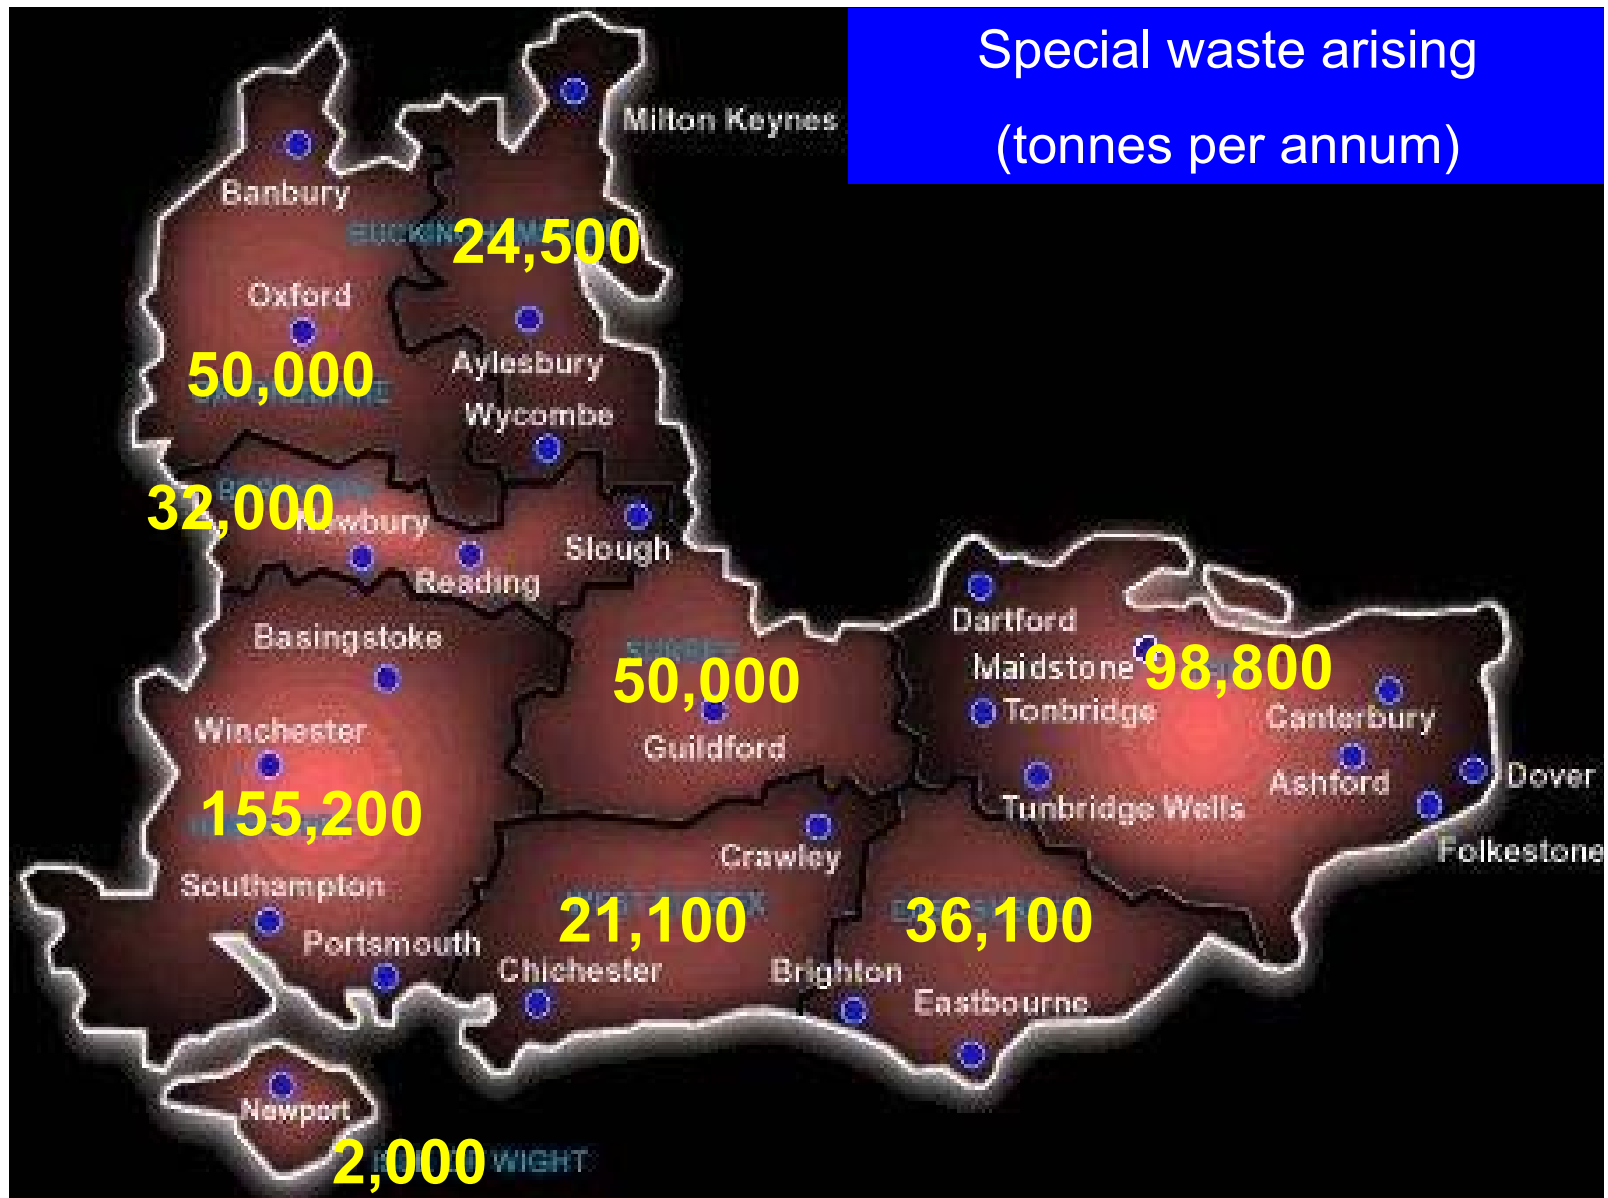 Special waste arising
(tonnes per annum)
Milton Keynes
Banbury
24,500
Oxford
50,000
Aylesbury
Wycombe
32,000
Newbury
Slough
Reading
Dartford
Basingstoke
Maidstone
98,800
50,000
Tonbridge
Canterbury
Winchester
Guildford
Ashford
Dover
Tunbridge Wells
155,200
Folkestone
Crawley
Southampton
21,100
36,100
Portsmouth
Chichester
Brighton
Eastbourne
Newport
2,000
WIGHT